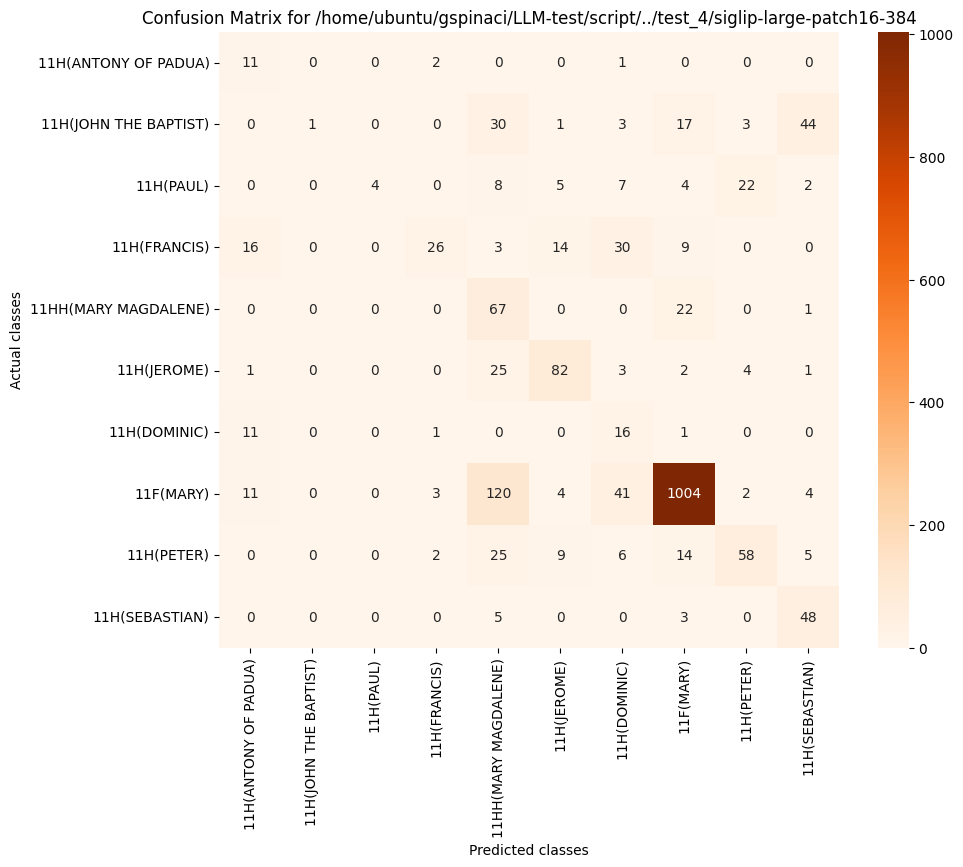 Confusion Matrix for /home/ubuntu/gspinaci/LLM-test/script/../test_4/siglip-large-patch16-384
Actual classes
11H(ANTONY OF PADUA) 11 0 0 2 0 0 1 0 0 0
11H(JOHN THE BAPTIST) 0 1 0 0 30 1 3 17 3 44
11H(PAUL) 0 0 4 0 8 5 7 4 22 2
11H(FRANCIS) 16 0 0 26 3 14 30 9 0 0
11HH(MARY MAGDALENE) 0 0 0 0 67 0 0 22 0 1
11H(JEROME) 1 0 0 0 25 82 3 2 4 1
11H(DOMINIC) 11 0 0 1 0 0 16 1 0 0
11F(MARY) 11 0 0 3 120 4 41 1004 2 4
11H(PETER) 0 0 0 2 25 9 6 14 58 5
11H(SEBASTIAN) 0 0 0 0 5 0 0 3 0 48
11H(ANTONY OF PADUA)
11H(JOHN THE BAPTIST)
11H(PAUL)
11H(FRANCIS)
11HH(MARY MAGDALENE)
11H(JEROME)
11H(DOMINIC)
11F(MARY)
11H(PETER)
11H(SEBASTIAN)
Predicted classes
1000
800
600
400
200
0